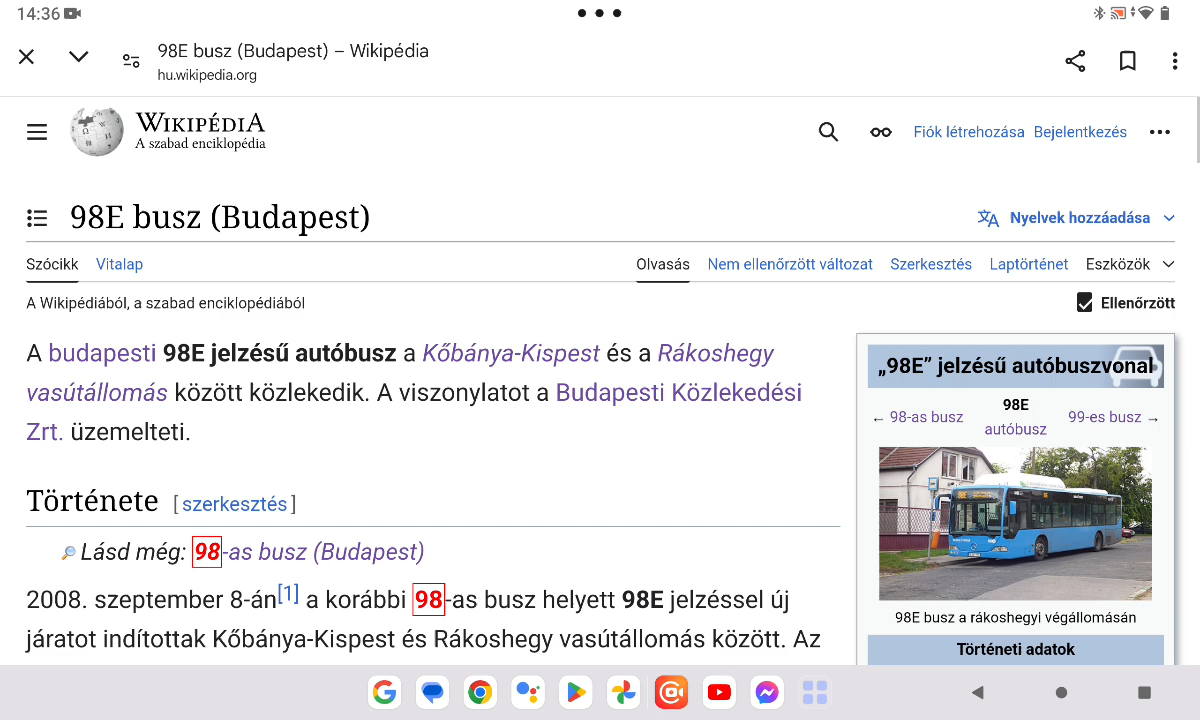 14:36
98E busz (Budapest) – Wikipédia
hu.wikipedia.org
WIKIPÉDIA
A szabad enciklopédia
Fiók létrehozása Bejelentkezés
98E busz (Budapest)
Nyelvek hozzáadása
Szócikk Vitalap
Olvasás Nem ellenőrzött változat Szerkesztés Laptörténet Eszközök
A Wikipédiából, a szabad enciklopédiából
Ellenőrzött
A budapesti 98E jelzésű autóbusz a Kőbánya-Kispest és a Rákoshegy
vasútállomás között közlekedik. A viszonylatot a Budapesti Közlekedési
Zrt. üzemelteti.
Története [ szerkesztés ]
Lásd még: 98-as busz (Budapest)
2008. szeptember 8-án[1] a korábbi 98-as busz helyett 98E jelzéssel új
járatot indítottak Kőbánya-Kispest és Rákoshegy vasútállomás között. Az
„98E” jelzésű autóbuszvonal
← 98-as busz
98E
autóbusz
99-es busz →
98E busz a rákoshegyi végállomásán
Történeti adatok